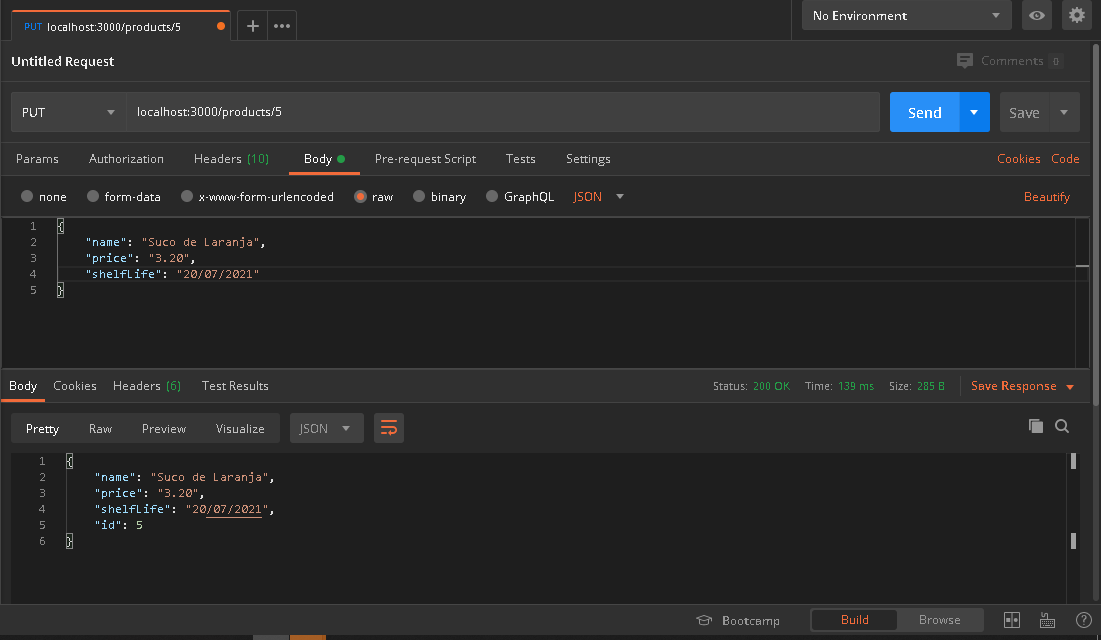 PUT localhost:3000/products/5
No Environment
Untitled Request
Comments 0
PUT localhost:3000/products/5 Send Save
Params Authorization Headers (10) Body Pre-request Script Tests Settings Cookies Code
none form-data x-www-form-urlencoded raw binary GraphQL JSON Beautify
1 {
2 "name": "Suco de Laranja",
3 "price": "3.20",
4 "shelfLife": "20/07/2021"
5 }
Body Cookies Headers (6) Test Results Status: 200 OK Time: 139 ms Size: 285 B Save Response
Pretty Raw Preview Visualize JSON
1 {
2 "name": "Suco de Laranja",
3 "price": "3.20",
4 "shelfLife": "20/07/2021",
5 "id": 5
6 }
Bootcamp Build Browse